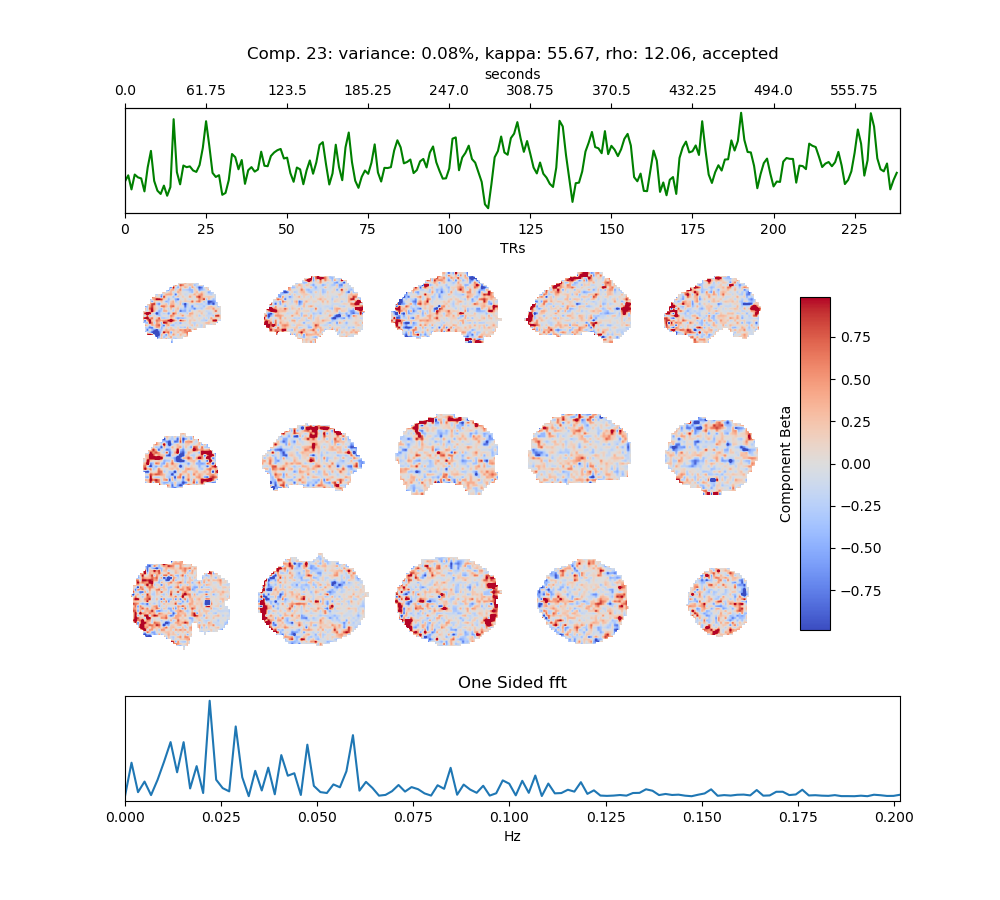 Comp. 23: variance: 0.08%, kappa: 55.67, rho: 12.06, accepted
seconds
0.0 61.75 123.5 185.25 247.0 308.75 370.5 432.25 494.0 555.75
0 25 50 75 100 125 150 175 200 225
TRs
0.75
0.50
0.25
0.00
−0.25
−0.50
−0.75
Component Beta
One Sided fft
0.000 0.025 0.050 0.075 0.100 0.125 0.150 0.175 0.200
Hz